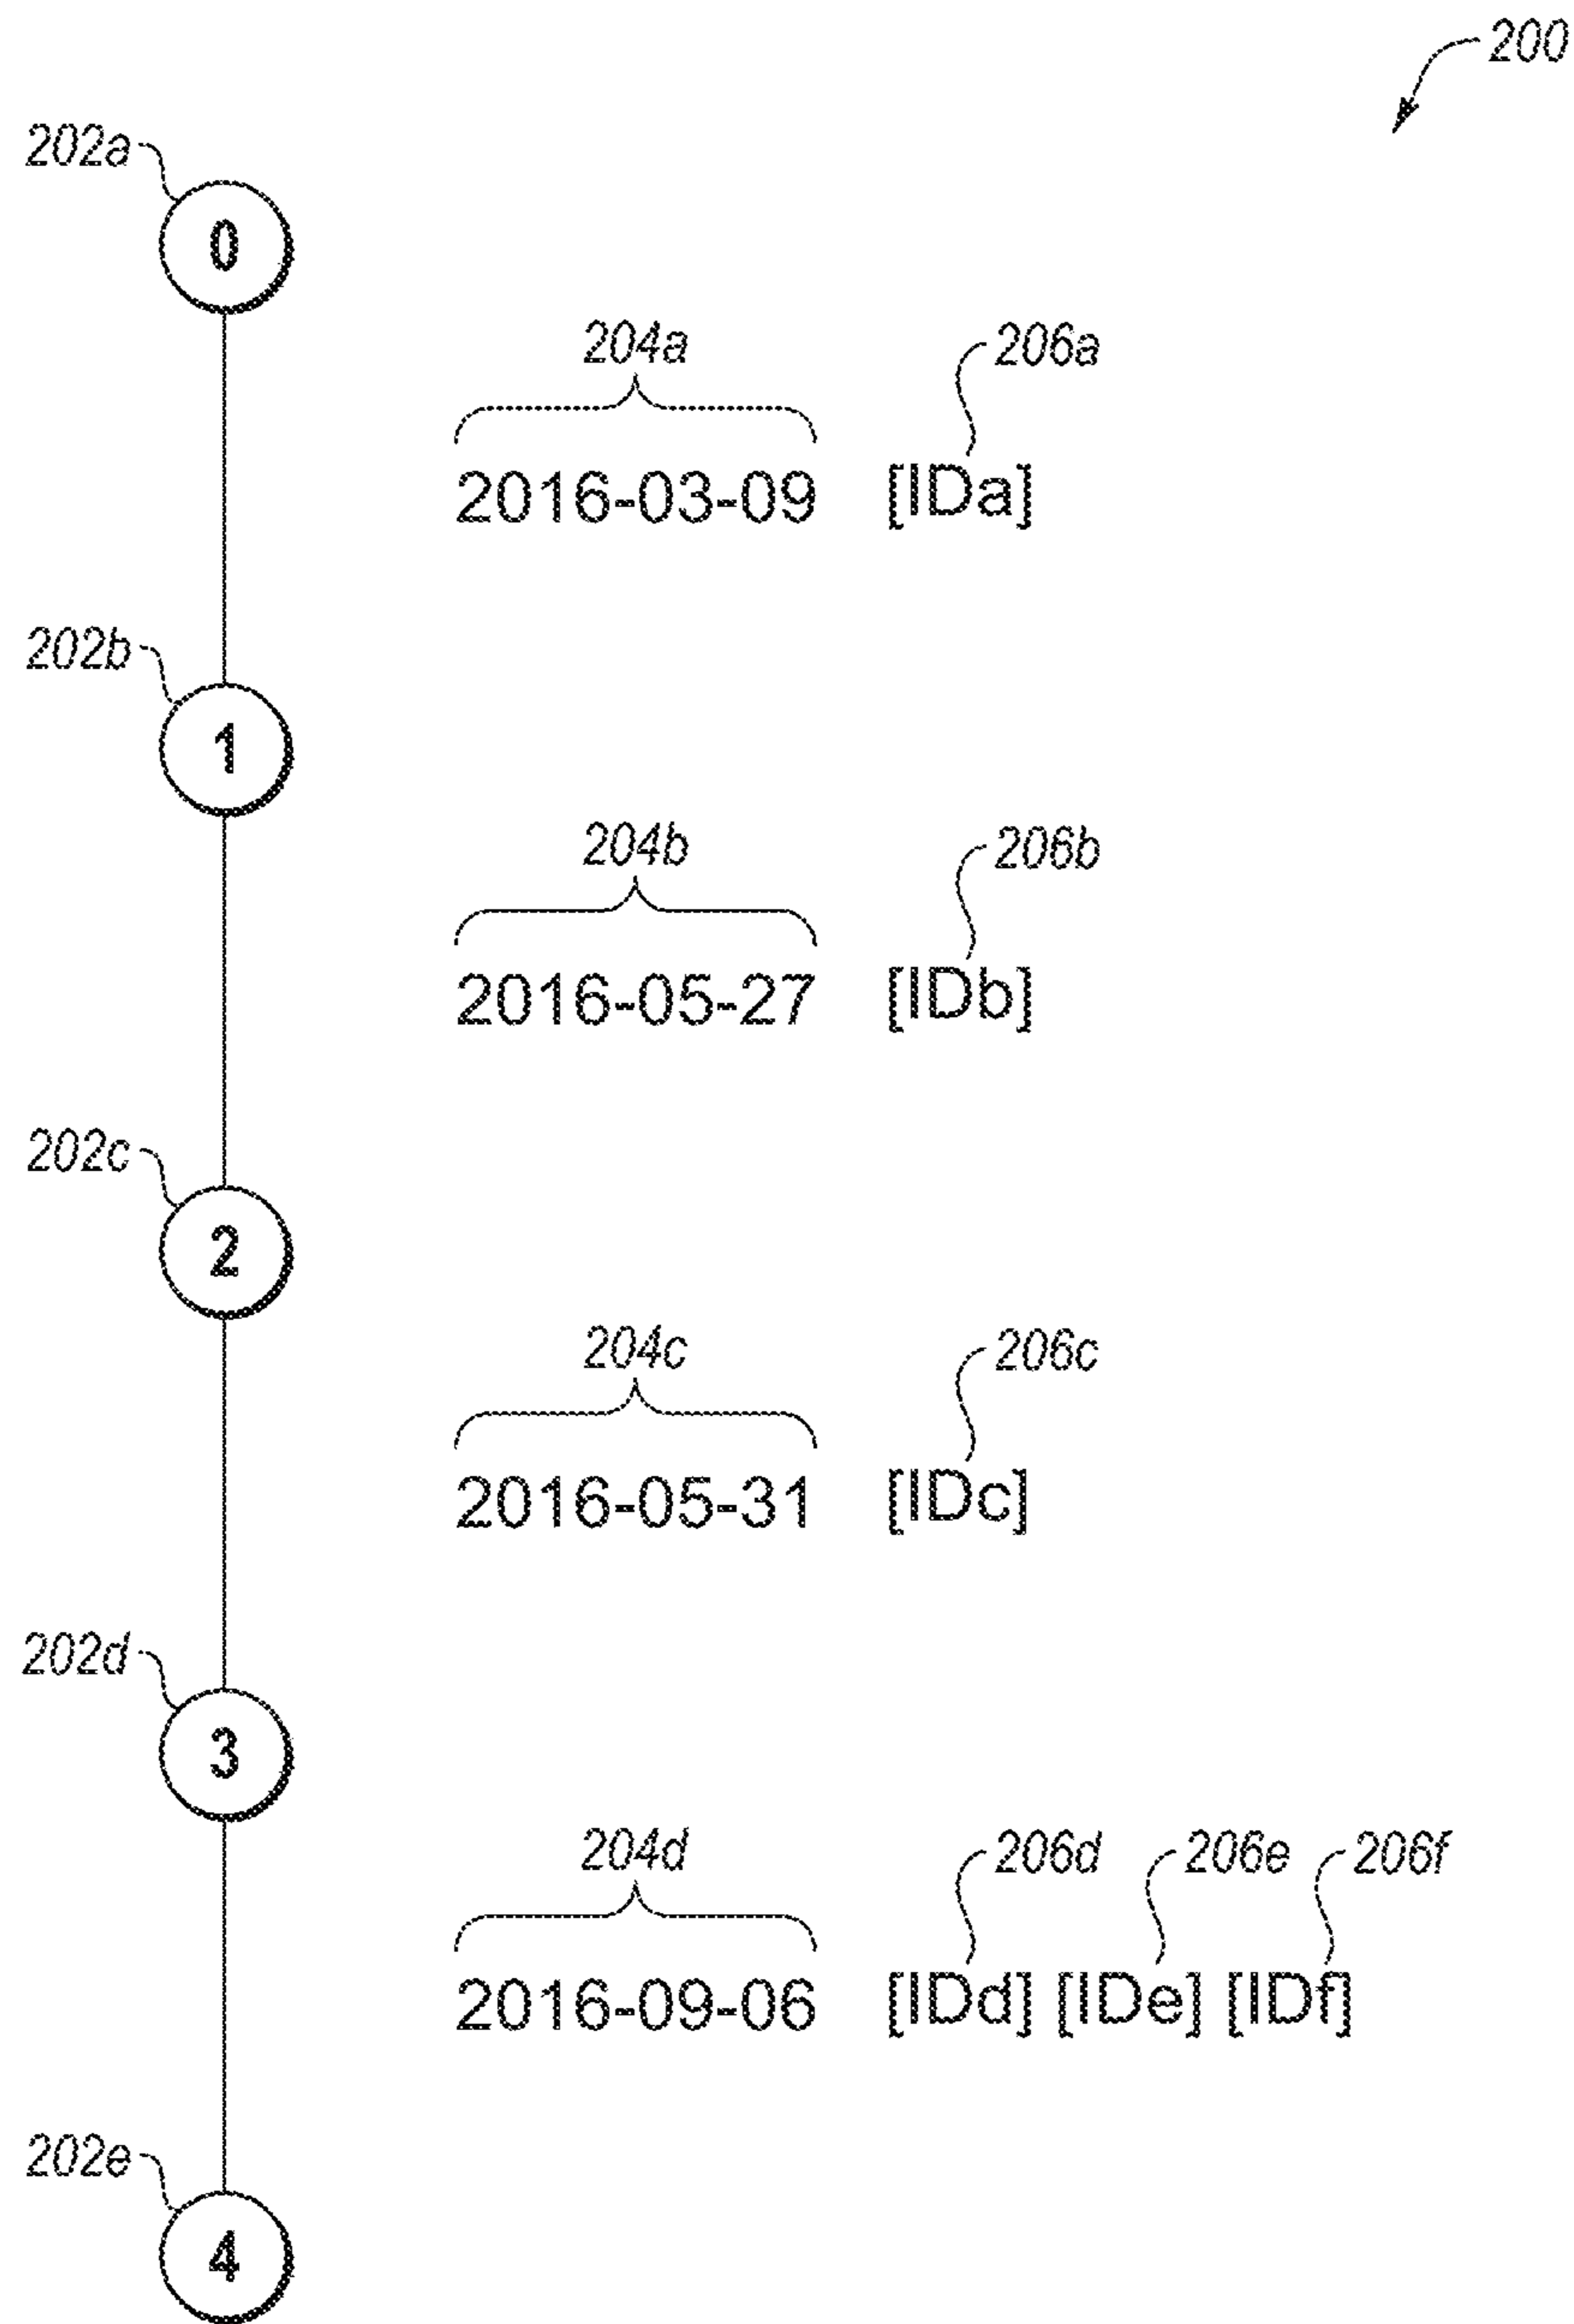 200
202a
0
204a 206a
2016-03-09 [IDa]
202b
1
204b 206b
2016-05-27 [IDb]
202c
2
204c 206c
2016-05-31 [IDc]
202d
3
204d 206d 206e 206f
2016-09-06 [IDd] [IDe] [IDf]
202e
4